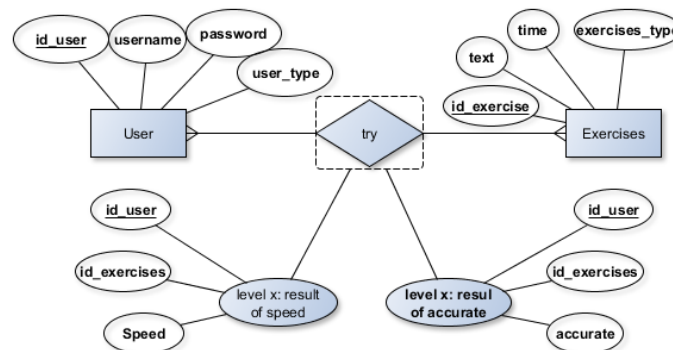 id_user
username
password
user_type
User
try
time
exercises_type
text
id_exercise
Exercises
id_user
id_exercises
Speed
level x: result
of speed
level x: resul
of accurate
id_user
id_exercises
accurate